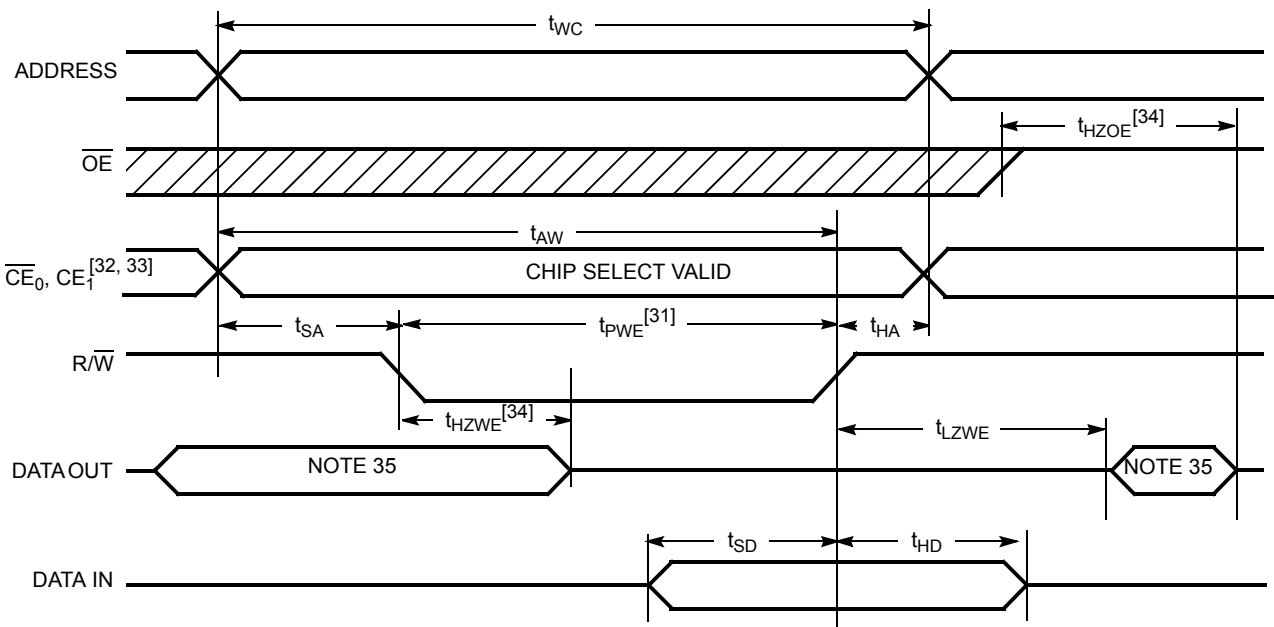 tWC
ADDRESS
tHZOE[34]
OE
tAW
CE0, CE1[32, 33]
CHIP SELECT VALID
tSA
tPWE[31]
tHA
R/W
tHZWE[34]
tLZWE
DATA OUT
NOTE 35
NOTE 35
tSD
tHD
DATA IN